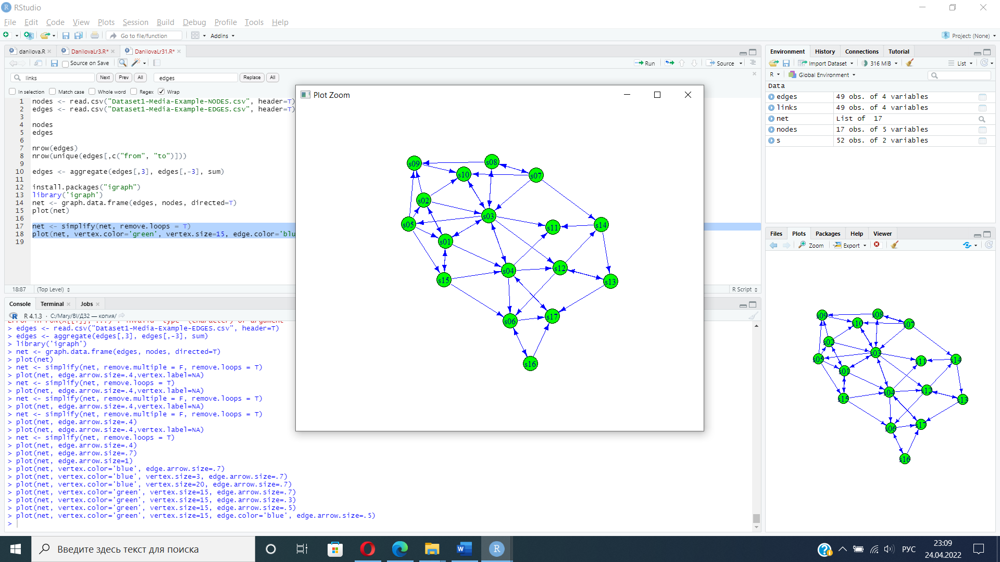 RStudio
File Edit Code View Plots Session Build Debug Profile Tools Help
Go to file/function Addins Project: (None)
danilova.R DanilovaLr3.R* DanilovaLr31.R*
Source on Save Run Source
links Next Prev All edges Replace All
In selection Match case Whole word Regex Wrap
1 nodes <- read.csv("Dataset1-Media-Example-NODES.csv", header=T)
2 edges <- read.csv("Dataset1-Media-Example-EDGES.csv", header=T)
3
4 nodes
5 edges
6
7 nrow(edges)
8 nrow(unique(edges[,c("from", "to")]))
9
10 edges <- aggregate(edges[,3], edges[,-3], sum)
11
12 install.packages("igraph")
13 library('igraph')
14 net <- graph.data.frame(edges, nodes, directed=T)
15 plot(net)
16
17 net <- simplify(net, remove.loops = T)
18 plot(net, vertex.color='green', vertex.size=15, edge.color='blu
19
18:87 (Top Level) R Script
Console Terminal Jobs
R 4.1.3 · C:/Mary/BI/ДЗ2 — копия/
Error in FUN(X[[i]], ...) : invalid 'type' (character) of argument
> edges <- read.csv("Dataset1-Media-Example-EDGES.csv", header=T)
> edges <- aggregate(edges[,3], edges[,-3], sum)
> library('igraph')
> net <- graph.data.frame(edges, nodes, directed=T)
> plot(net)
> net <- simplify(net, remove.multiple = F, remove.loops = T)
> plot(net, edge.arrow.size=.4,vertex.label=NA)
> net <- simplify(net, remove.loops = T)
> plot(net, edge.arrow.size=.4,vertex.label=NA)
> net <- simplify(net, remove.multiple = F, remove.loops = T)
> plot(net, edge.arrow.size=.4,vertex.label=NA)
> net <- simplify(net, remove.multiple = F, remove.loops = T)
> plot(net, edge.arrow.size=.4)
> plot(net, edge.arrow.size=.4,vertex.label=NA)
> net <- simplify(net, remove.loops = T)
> plot(net, edge.arrow.size=.4)
> plot(net, edge.arrow.size=.7)
> plot(net, edge.arrow.size=1)
> plot(net, vertex.color='blue', edge.arrow.size=.7)
> plot(net, vertex.color='blue', vertex.size=3, edge.arrow.size=.7)
> plot(net, vertex.color='blue', vertex.size=20, edge.arrow.size=.7)
> plot(net, vertex.color='green', vertex.size=15, edge.arrow.size=.7)
> plot(net, vertex.color='green', vertex.size=15, edge.arrow.size=.3)
> plot(net, vertex.color='green', vertex.size=15, edge.arrow.size=.5)
> plot(net, vertex.color='green', vertex.size=15, edge.color='blue', edge.arrow.size=.5)
>
Plot Zoom
s09
s08
s10
s07
s02
s03
s05
s11
s14
s01
s04
s12
s15
s13
s06
s17
s16
Environment History Connections Tutorial
Import Dataset 316 MiB List
R Global Environment
Data
edges 49 obs. of 4 variables
links 49 obs. of 4 variables
net List of 17
nodes 17 obs. of 5 variables
s 52 obs. of 2 variables
Files Plots Packages Help Viewer
Zoom Export
s09
s08
s10
s07
s02
s03
s05
s11
s14
s01
s04
s12
s15
s13
s06
s17
s16
Введите здесь текст для поиска
РУС
23:09
24.04.2022